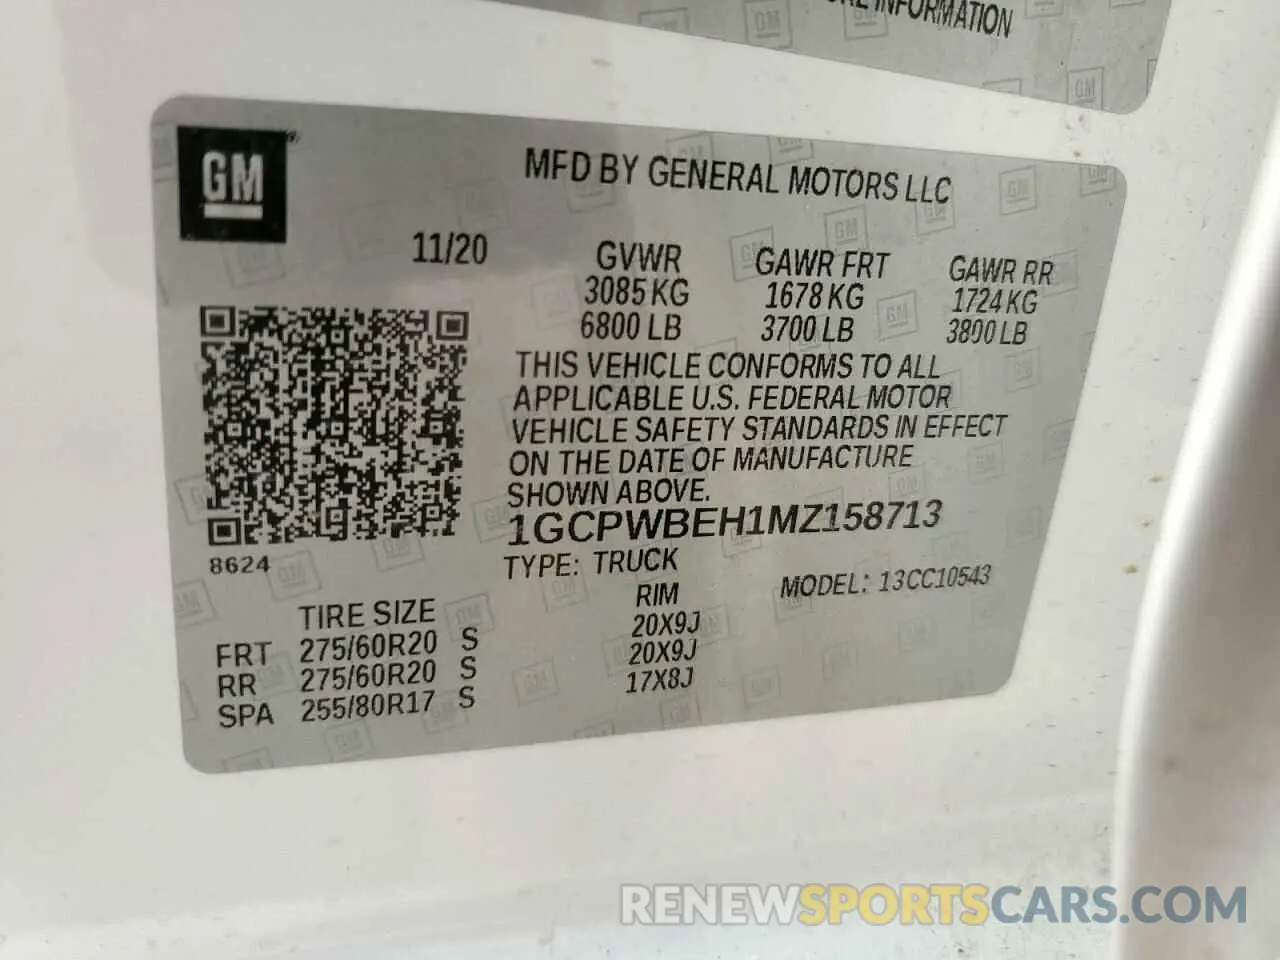 INFORMATION
GM
MFD BY GENERAL MOTORS LLC
11/20
GVWR GAWR FRT GAWR RR
3085 KG 1678 KG 1724 KG
6800 LB 3700 LB 3800 LB
THIS VEHICLE CONFORMS TO ALL
APPLICABLE U.S. FEDERAL MOTOR
VEHICLE SAFETY STANDARDS IN EFFECT
ON THE DATE OF MANUFACTURE
SHOWN ABOVE.
1GCPWBEH1MZ158713
8624
TYPE: TRUCK
MODEL: 13CC10543
TIRE SIZE RIM
FRT 275/60R20 S 20X9J
RR 275/60R20 S 20X9J
SPA 255/80R17 S 17X8J
RENEWSPORTSCARS.COM